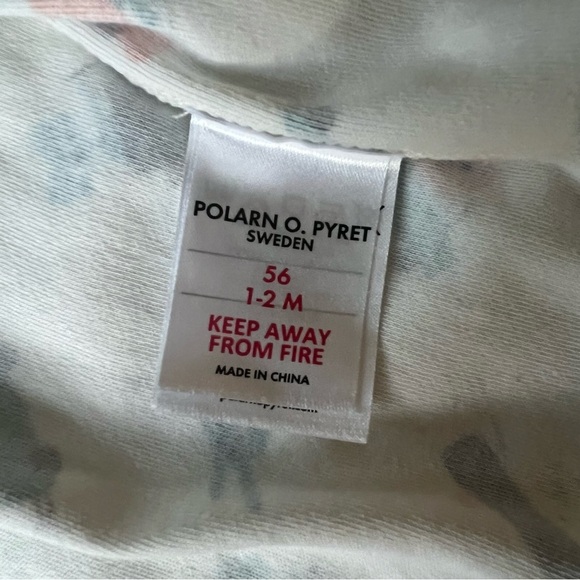 POLARN O. PYRET
SWEDEN
56
1-2 M
KEEP AWAY
FROM FIRE
MADE IN CHINA